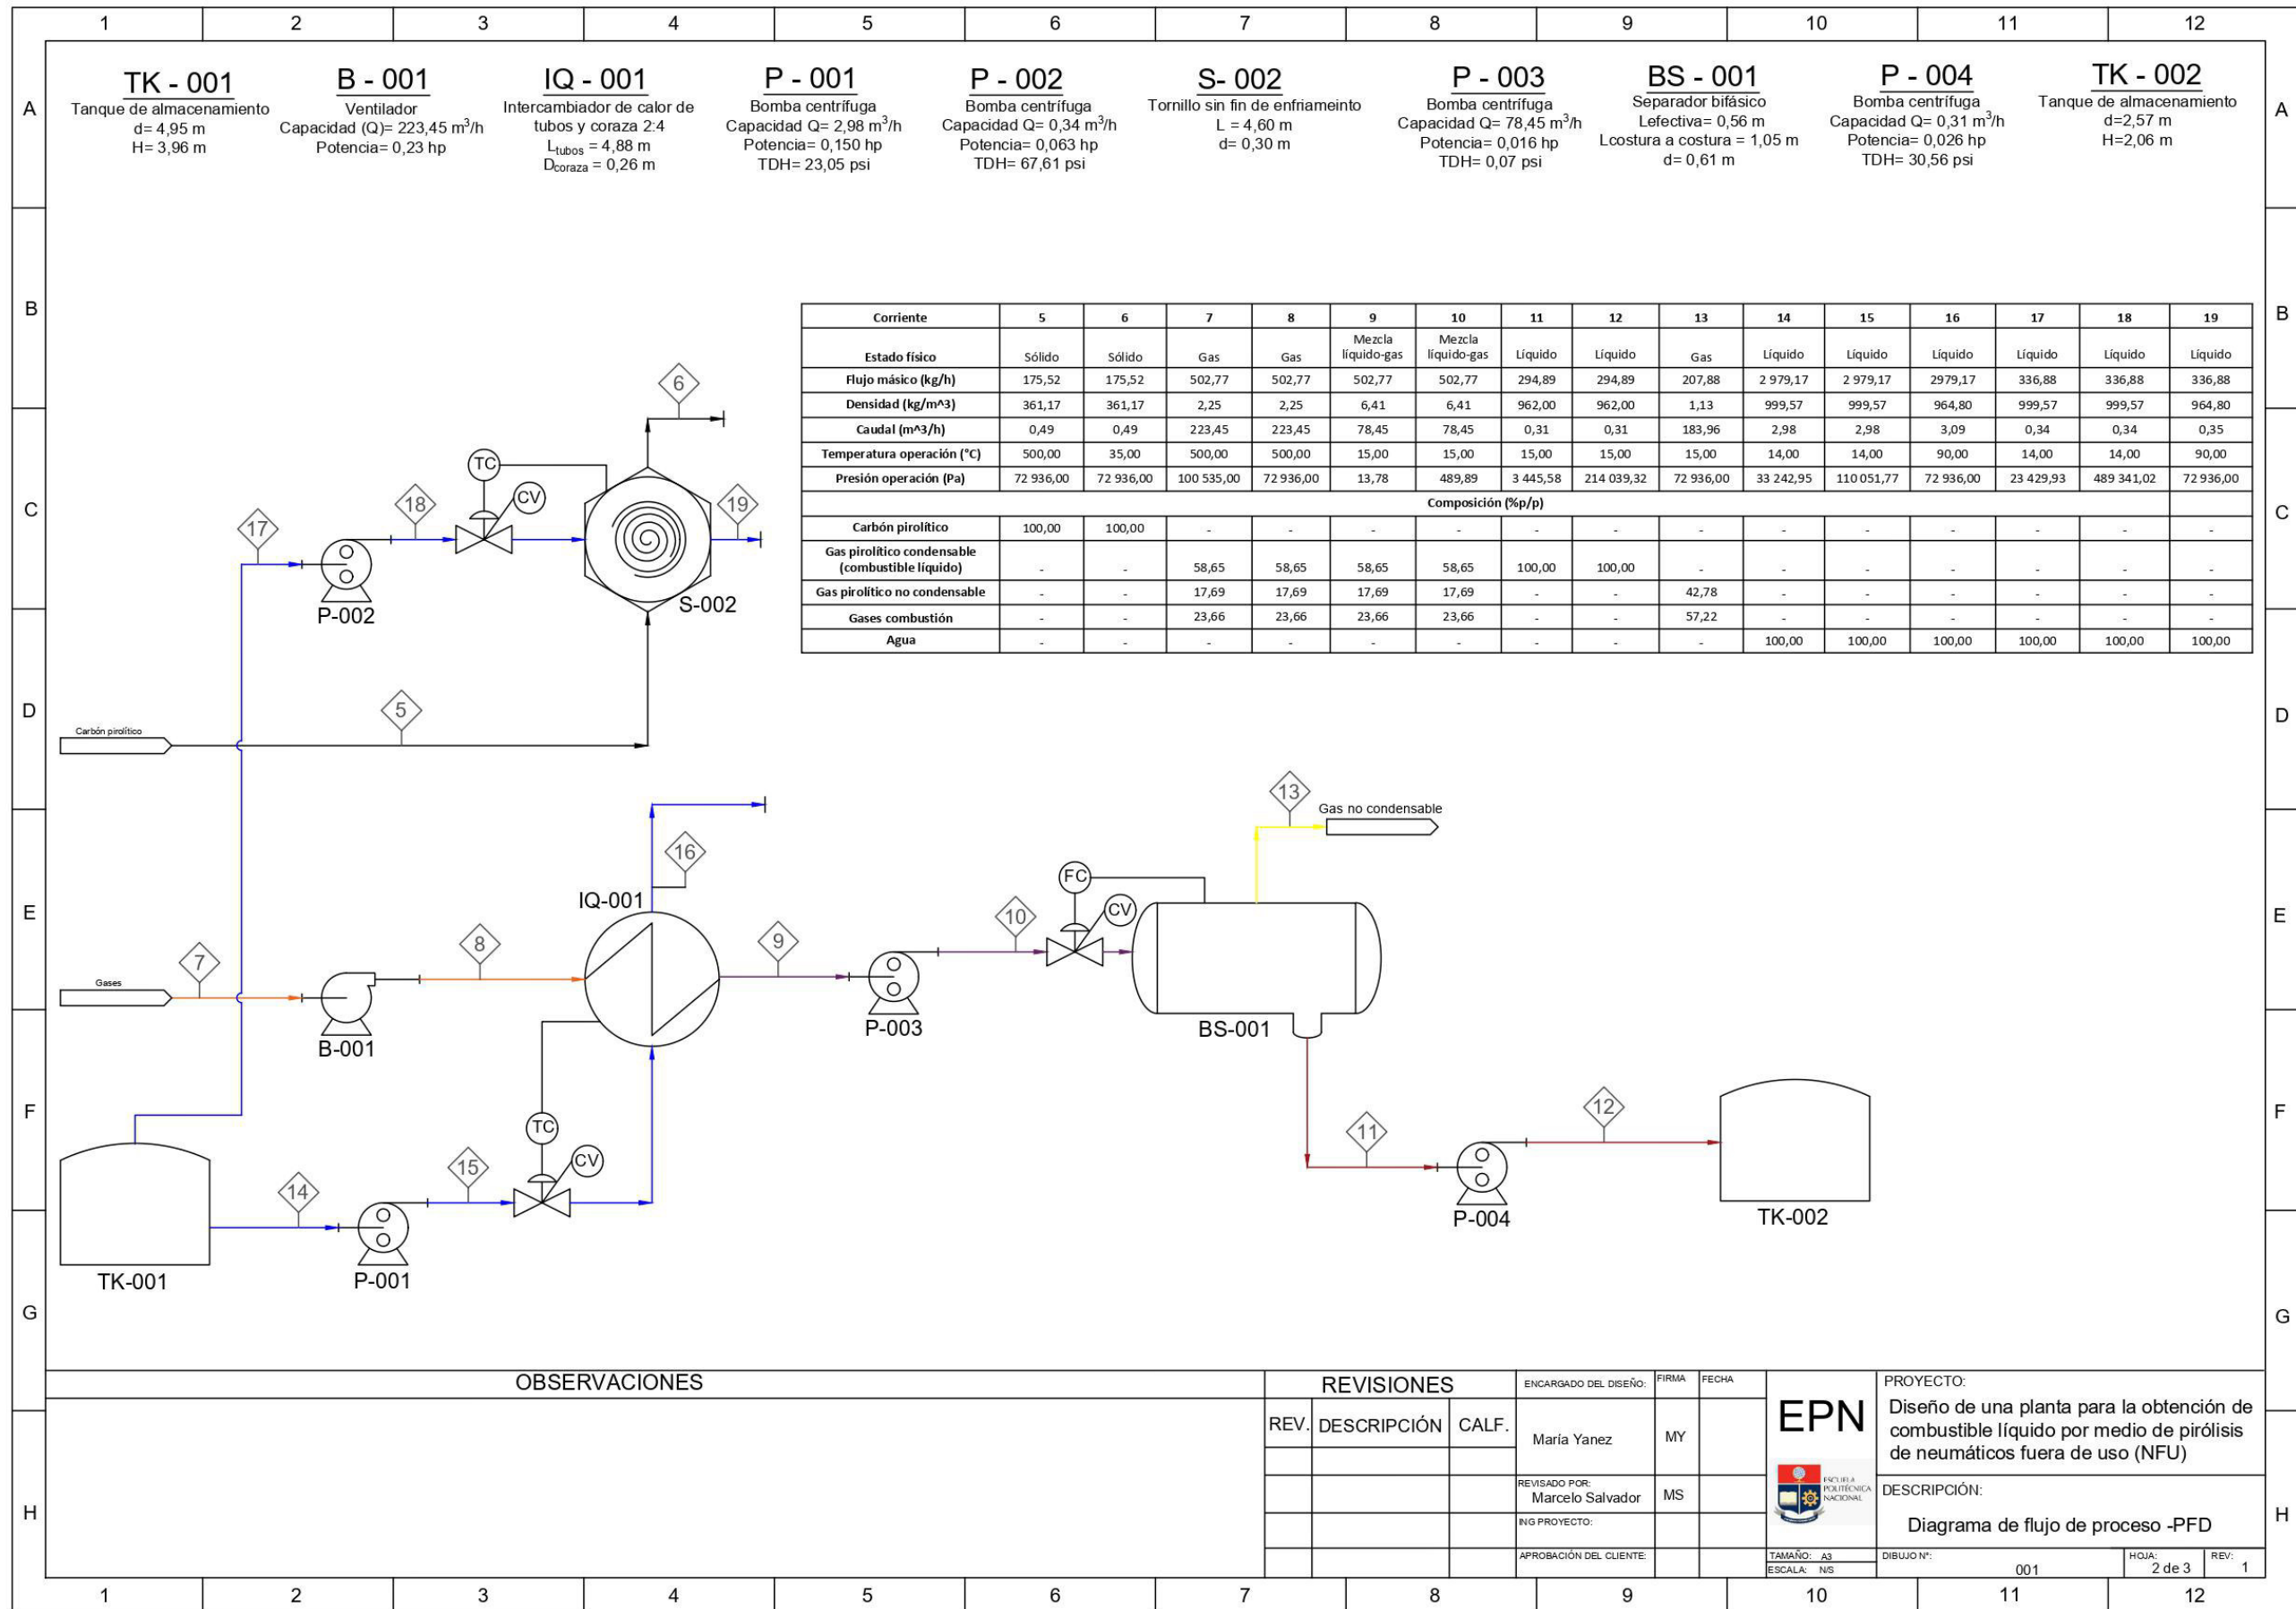 1 2 3 4 5 6 7 8 9 10 11 12
A
TK - 001
Tanque de almacenamiento
d= 4,95 m
H= 3,96 m
B - 001
Ventilador
Capacidad (Q)= 223,45 m³/h
Potencia= 0,23 hp
IQ - 001
Intercambiador de calor de
tubos y coraza 2:4
Ltubos = 4,88 m
Dcoraza = 0,26 m
P - 001
Bomba centrífuga
Capacidad Q= 2,98 m³/h
Potencia= 0,150 hp
TDH= 23,05 psi
P - 002
Bomba centrífuga
Capacidad Q= 0,34 m³/h
Potencia= 0,063 hp
TDH= 67,61 psi
S- 002
Tornillo sin fin de enfriameinto
L = 4,60 m
d= 0,30 m
P - 003
Bomba centrífuga
Capacidad Q= 78,45 m³/h
Potencia= 0,016 hp
TDH= 0,07 psi
BS - 001
Separador bifásico
Lefectiva= 0,56 m
Lcostura a costura = 1,05 m
d= 0,61 m
P - 004
Bomba centrífuga
Capacidad Q= 0,31 m³/h
Potencia= 0,026 hp
TDH= 30,56 psi
TK - 002
Tanque de almacenamiento
d=2,57 m
H=2,06 m
A
B
B
Corriente 5 6 7 8 9 10 11 12 13 14 15 16 17 18 19
Estado físico Sólido Sólido Gas Gas Mezcla líquido-gas Mezcla líquido-gas Líquido Líquido Gas Líquido Líquido Líquido Líquido Líquido Líquido
Flujo másico (kg/h) 175,52 175,52 502,77 502,77 502,77 502,77 294,89 294,89 207,88 2 979,17 2 979,17 2979,17 336,88 336,88 336,88
Densidad (kg/m^3) 361,17 361,17 2,25 2,25 6,41 6,41 962,00 962,00 1,13 999,57 999,57 964,80 999,57 999,57 964,80
Caudal (m^3/h) 0,49 0,49 223,45 223,45 78,45 78,45 0,31 0,31 183,96 2,98 2,98 3,09 0,34 0,34 0,35
Temperatura operación (°C) 500,00 35,00 500,00 500,00 15,00 15,00 15,00 15,00 15,00 14,00 14,00 90,00 14,00 14,00 90,00
Presión operación (Pa) 72 936,00 72 936,00 100 535,00 72 936,00 13,78 489,89 3 445,58 214 039,32 72 936,00 33 242,95 110 051,77 72 936,00 23 429,93 489 341,02 72 936,00
Composición (%p/p)
Carbón pirolítico 100,00 100,00 - - - - - - - - - - - - -
Gas pirolítico condensable
(combustible líquido) - - 58,65 58,65 58,65 58,65 100,00 100,00 - - - - - - -
Gas pirolítico no condensable - - 17,69 17,69 17,69 17,69 - - 42,78 - - - - - -
Gases combustión - - 23,66 23,66 23,66 23,66 - - 57,22 - - - - - -
Agua - - - - - - - - - 100,00 100,00 100,00 100,00 100,00 100,00
6
TC
CV
18
19
17
C
C
P-002
S-002
D
D
5
Carbón pirolítico
13
Gas no condensable
16
FC
CV
IQ-001
E
E
10
9
8
7
Gases
P-003
BS-001
B-001
F
F
TC
12
11
CV
15
14
P-004
TK-002
TK-001
P-001
G
G
OBSERVACIONES
REVISIONES
REV. DESCRIPCIÓN CALF.
ENCARGADO DEL DISEÑO: FIRMA FECHA
María Yanez MY
REVISADO POR:
Marcelo Salvador MS
ING PROYECTO:
APROBACIÓN DEL CLIENTE:
EPN
ESCUELA
POLITÉCNICA
NACIONAL
TAMAÑO: A3
ESCALA: N/S
PROYECTO:
Diseño de una planta para la obtención de
combustible líquido por medio de pirólisis
de neumáticos fuera de uso (NFU)
DESCRIPCIÓN:
Diagrama de flujo de proceso -PFD
DIBUJO N°: 001
HOJA: 2 de 3
REV: 1
H
H
1 2 3 4 5 6 7 8 9 10 11 12